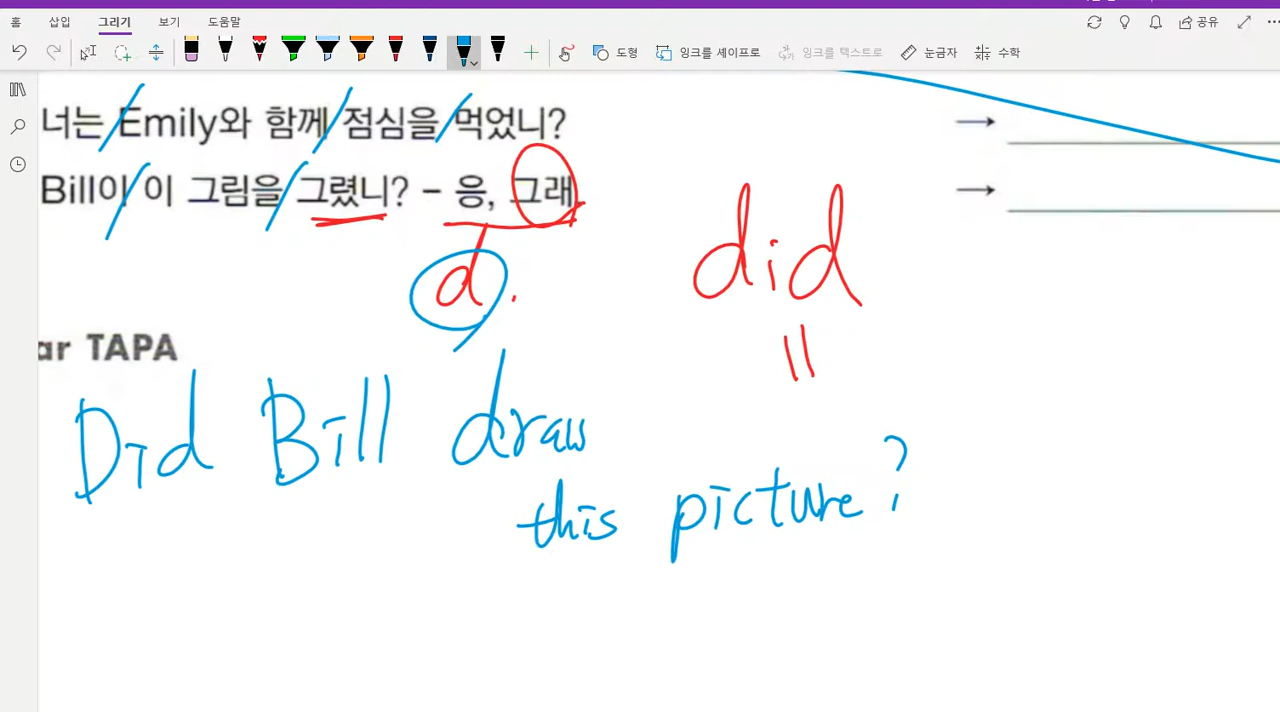 홈 삽입 그리기 보기 도움말 공유
도형 잉크를 셰이프로 잉크를 텍스트로 눈금자 수학
너는 Emily와 함께 점심을 먹었니? →
Bill이 이 그림을 그렸니? – 응, 그래 →
d. did
ar TAPA
Did Bill draw
this picture?